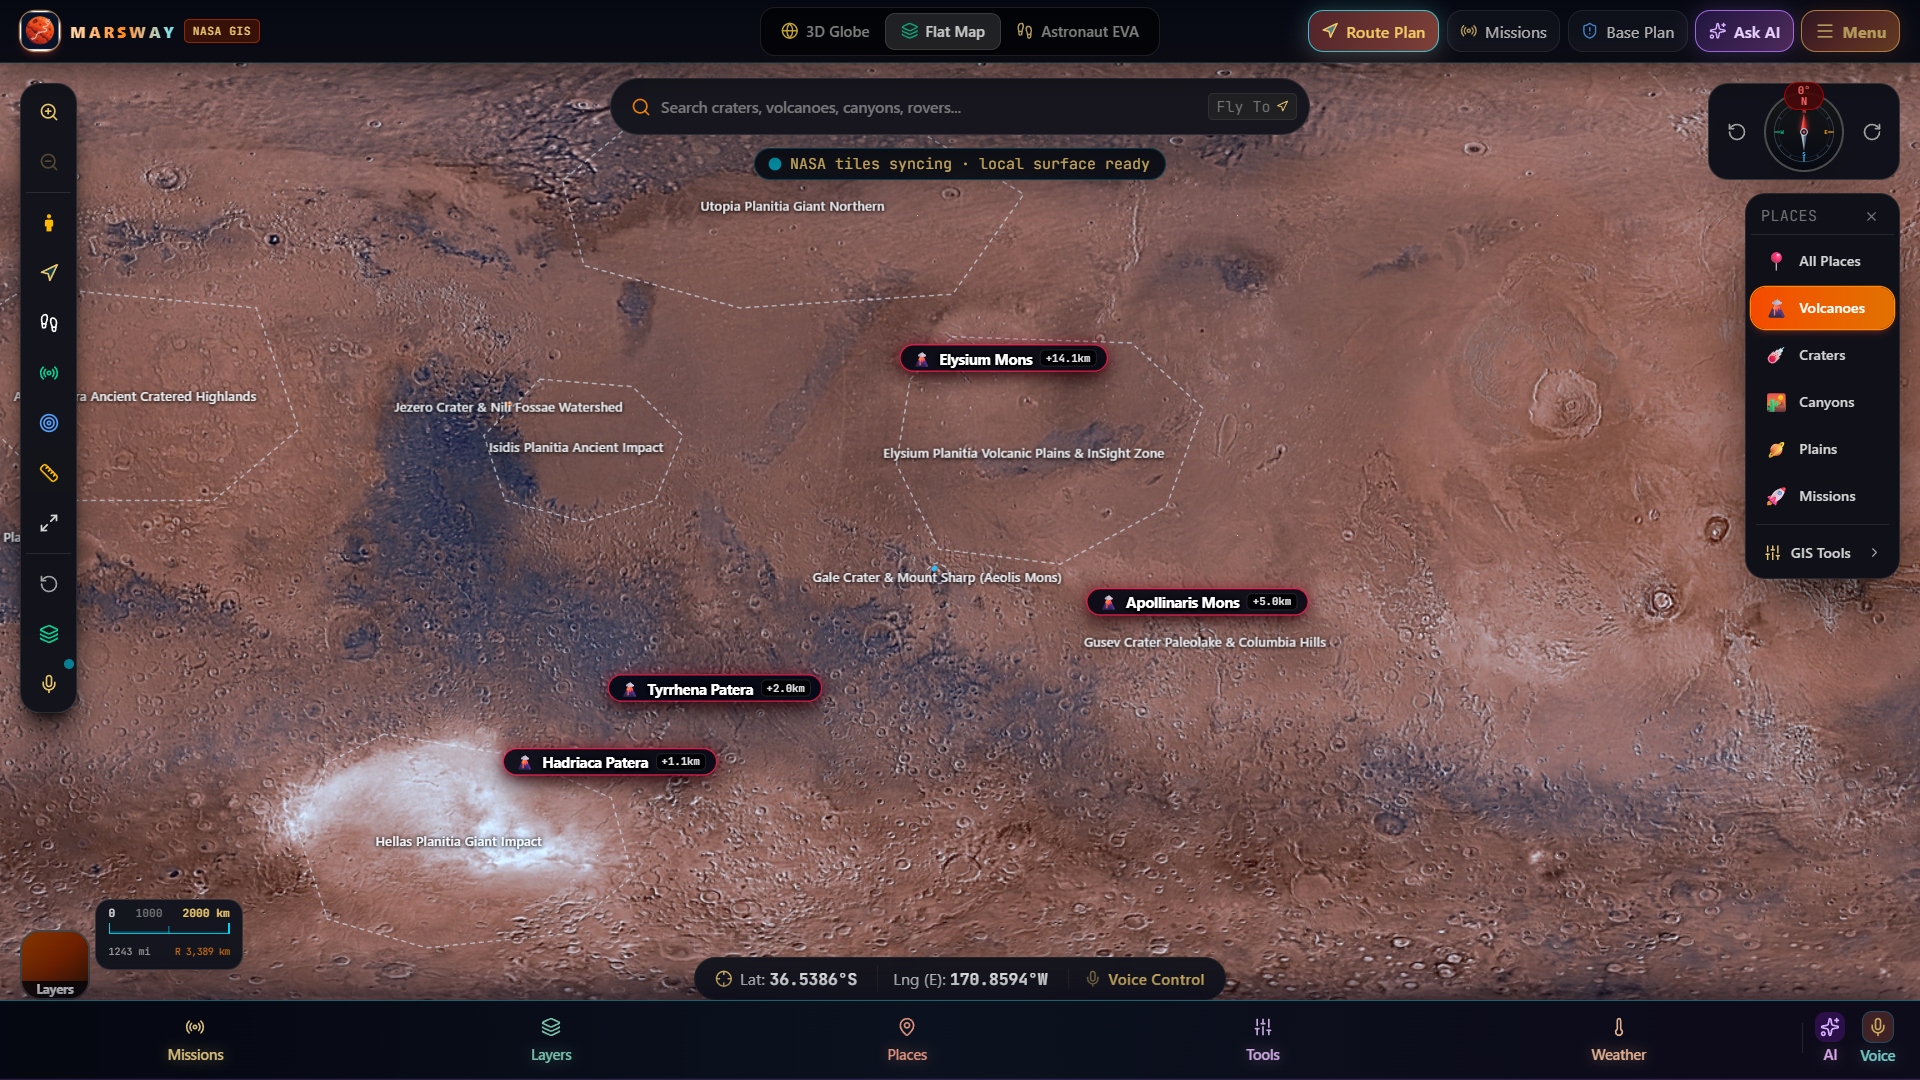 MARSWAY
NASA GIS
3D Globe
Flat Map
Astronaut EVA
Route Plan
Missions
Base Plan
Ask AI
Menu
Search craters, volcanoes, canyons, rovers...
Fly To
0°
N
NASA tiles syncing · local surface ready
PLACES
All Places
Volcanoes
Craters
Canyons
Plains
Missions
GIS Tools
Utopia Planitia Giant Northern
Elysium Mons +14.1km
ra Ancient Cratered Highlands
Jezero Crater & Nili Fossae Watershed
Isidis Planitia Ancient Impact
Elysium Planitia Volcanic Plains & InSight Zone
Pla
Gale Crater & Mount Sharp (Aeolis Mons)
Apollinaris Mons +5.0km
Gusev Crater Paleolake & Columbia Hills
Tyrrhena Patera +2.0km
Hadriaca Patera +1.1km
Hellas Planitia Giant Impact
0 1000 2000 km
1243 mi R 3,389 km
Layers
Lat: 36.5386°S
Lng (E): 170.8594°W
Voice Control
Missions
Layers
Places
Tools
Weather
AI
Voice